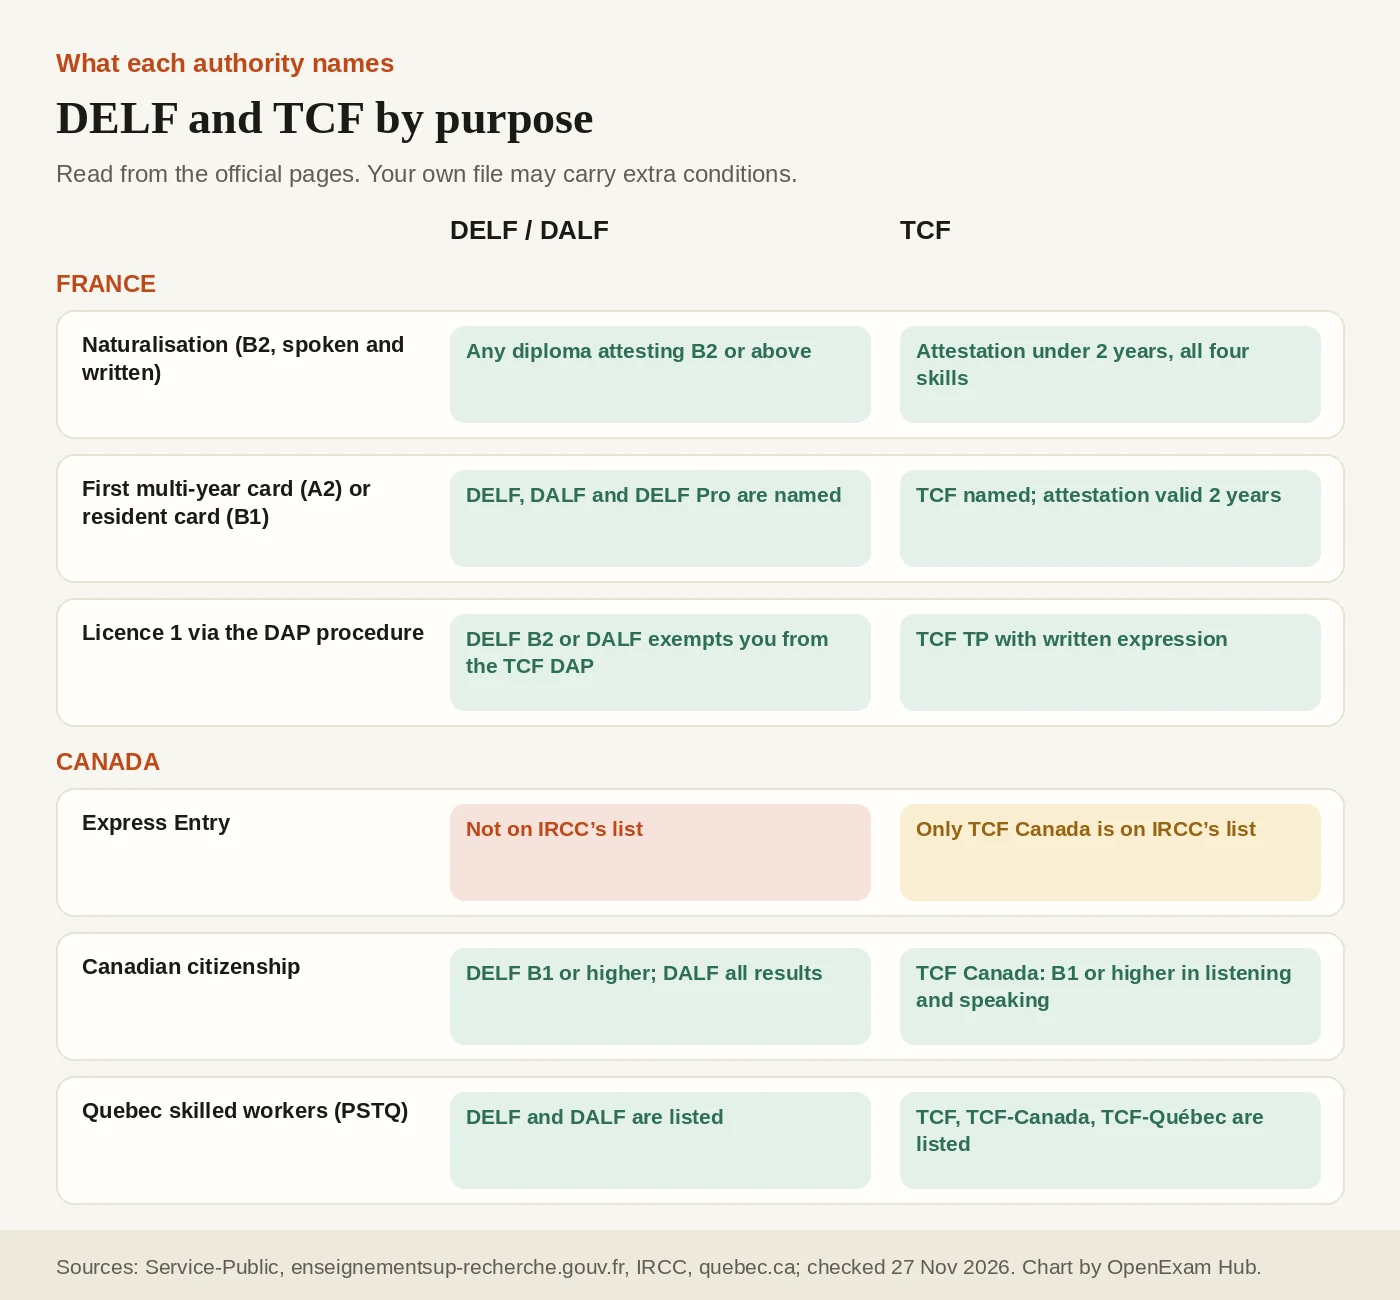 What each authority names
DELF and TCF by purpose
Read from the official pages. Your own file may carry extra conditions.
DELF / DALF
TCF
FRANCE
Naturalisation (B2, spoken and
written)
Any diploma attesting B2 or above
Attestation under 2 years, all four
skills
First multi-year card (A2) or
resident card (B1)
DELF, DALF and DELF Pro are named
TCF named; attestation valid 2 years
Licence 1 via the DAP procedure
DELF B2 or DALF exempts you from
the TCF DAP
TCF TP with written expression
CANADA
Express Entry
Not on IRCC’s list
Only TCF Canada is on IRCC’s list
Canadian citizenship
DELF B1 or higher; DALF all results
TCF Canada: B1 or higher in listening
and speaking
Quebec skilled workers (PSTQ)
DELF and DALF are listed
TCF, TCF-Canada, TCF-Québec are
listed
Sources: Service-Public, enseignementsup-recherche.gouv.fr, IRCC, quebec.ca; checked 27 Nov 2026. Chart by OpenExam Hub.